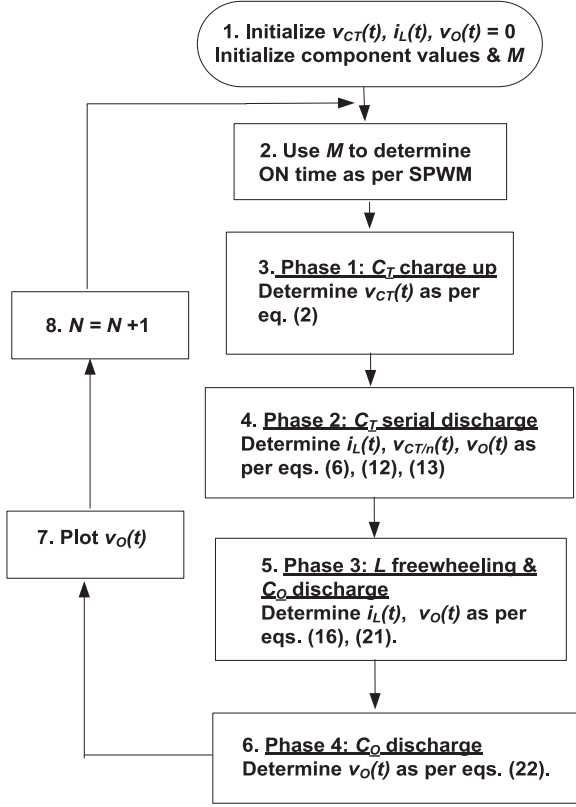 1. Initialize v_CT(t), i_L(t), v_O(t) = 0
Initialize component values & M
2. Use M to determine
ON time as per SPWM
3. Phase 1: C_T charge up
Determine v_CT(t) as per
eq. (2)
4. Phase 2: C_T serial discharge
Determine i_L(t), v_CT/n(t), v_O(t) as
per eqs. (6), (12), (13)
5. Phase 3: L freewheeling &
C_O discharge
Determine i_L(t), v_O(t) as per
eqs. (16), (21).
6. Phase 4: C_O discharge
Determine v_O(t) as per eqs. (22).
7. Plot v_O(t)
8. N = N +1